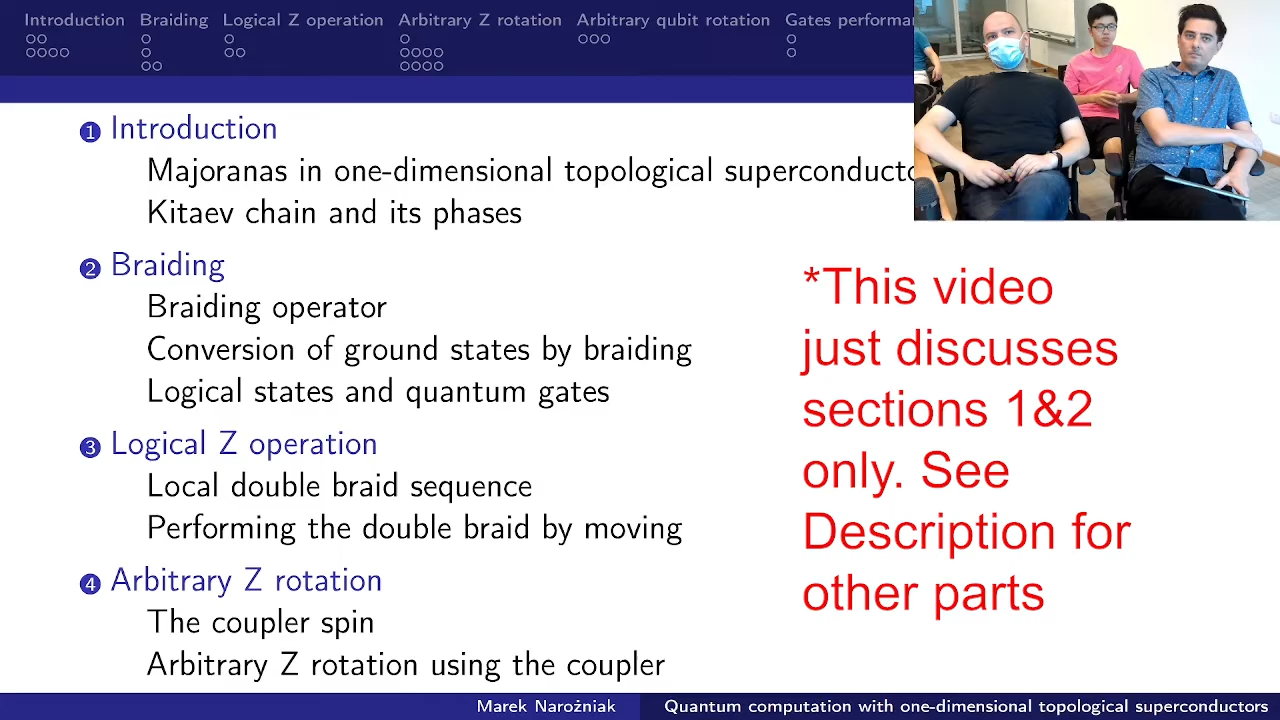 Introduction Braiding Logical Z operation Arbitrary Z rotation Arbitrary qubit rotation Gates performa
1 Introduction
Majoranas in one-dimensional topological superconducto
Kitaev chain and its phases
2 Braiding
Braiding operator
Conversion of ground states by braiding
Logical states and quantum gates
3 Logical Z operation
Local double braid sequence
Performing the double braid by moving
4 Arbitrary Z rotation
The coupler spin
Arbitrary Z rotation using the coupler
*This video
just discusses
sections 1&2
only. See
Description for
other parts
Marek Narożniak Quantum computation with one-dimensional topological superconductors